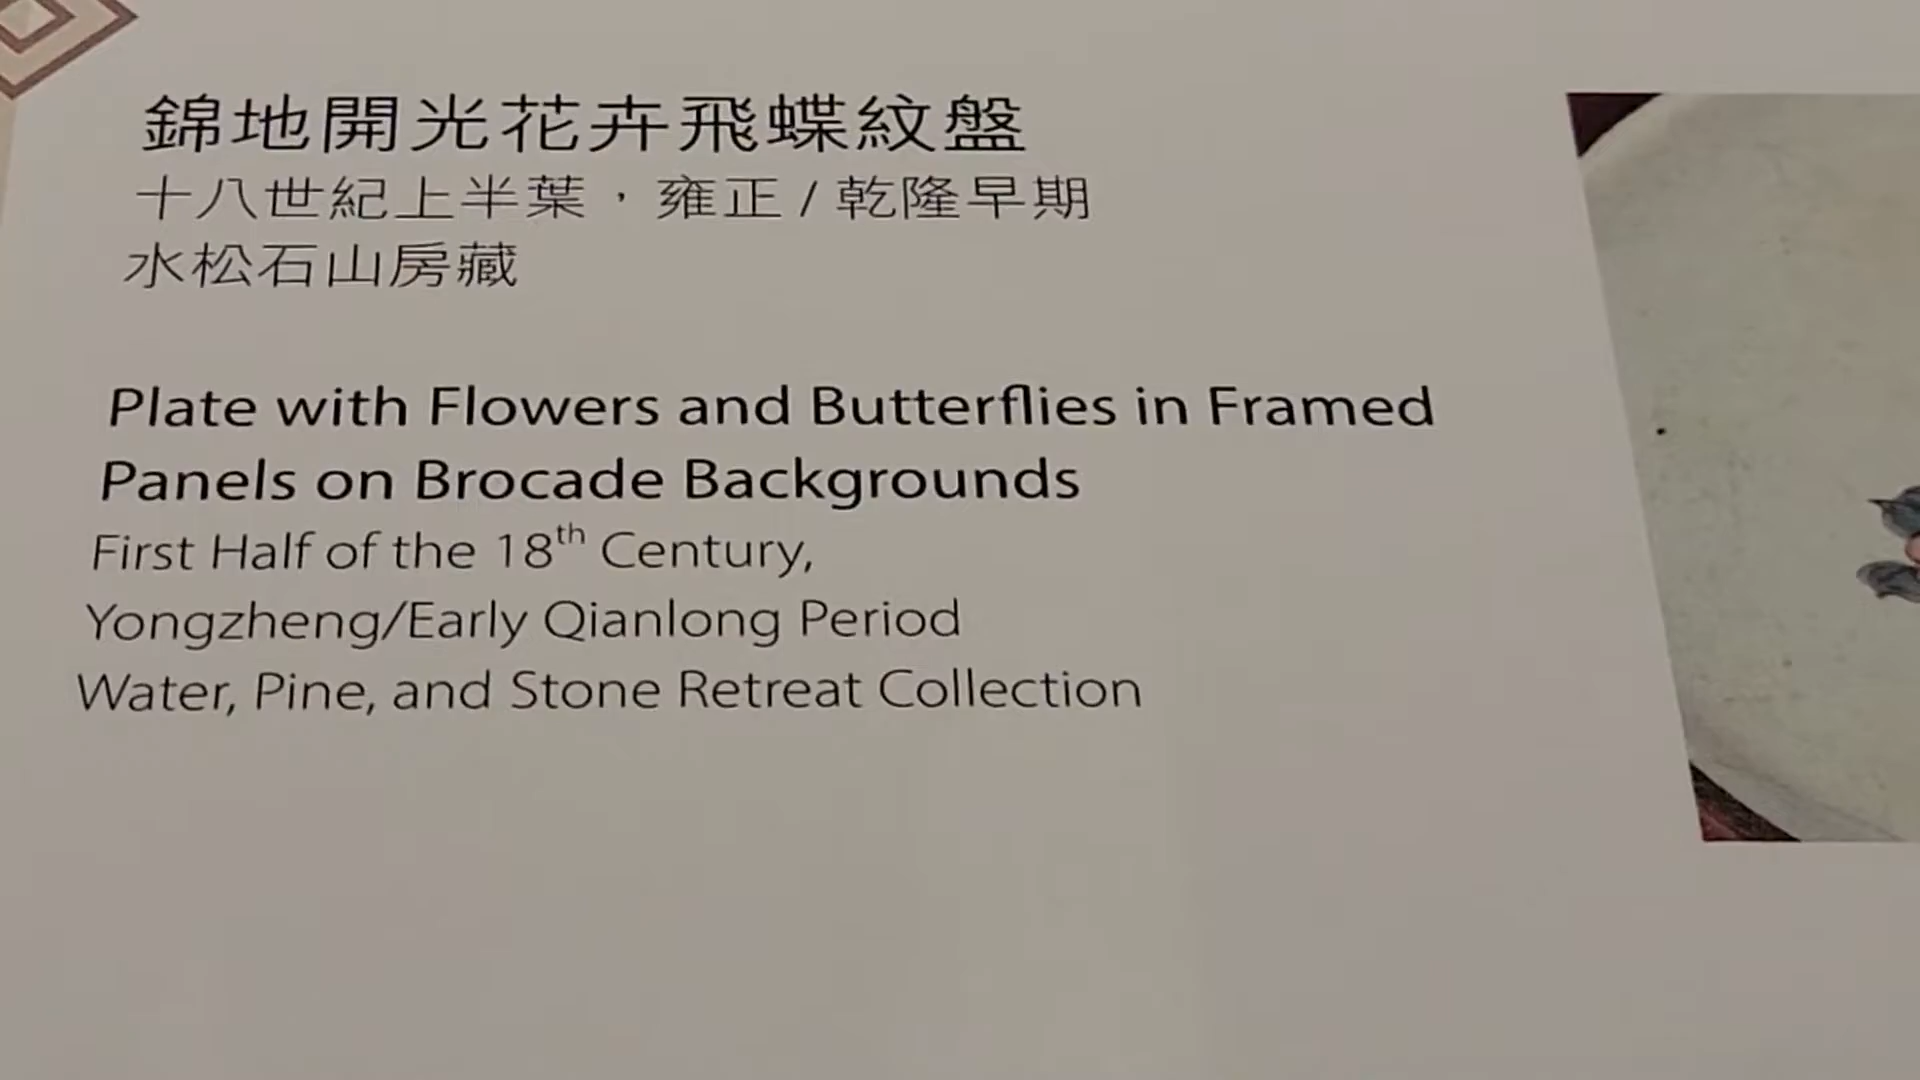 錦地開光花卉飛蝶紋盤
十八世紀上半葉，雍正 / 乾隆早期
水松石山房藏
Plate with Flowers and Butterflies in Framed
Panels on Brocade Backgrounds
First Half of the 18th Century,
Yongzheng/Early Qianlong Period
Water, Pine, and Stone Retreat Collection